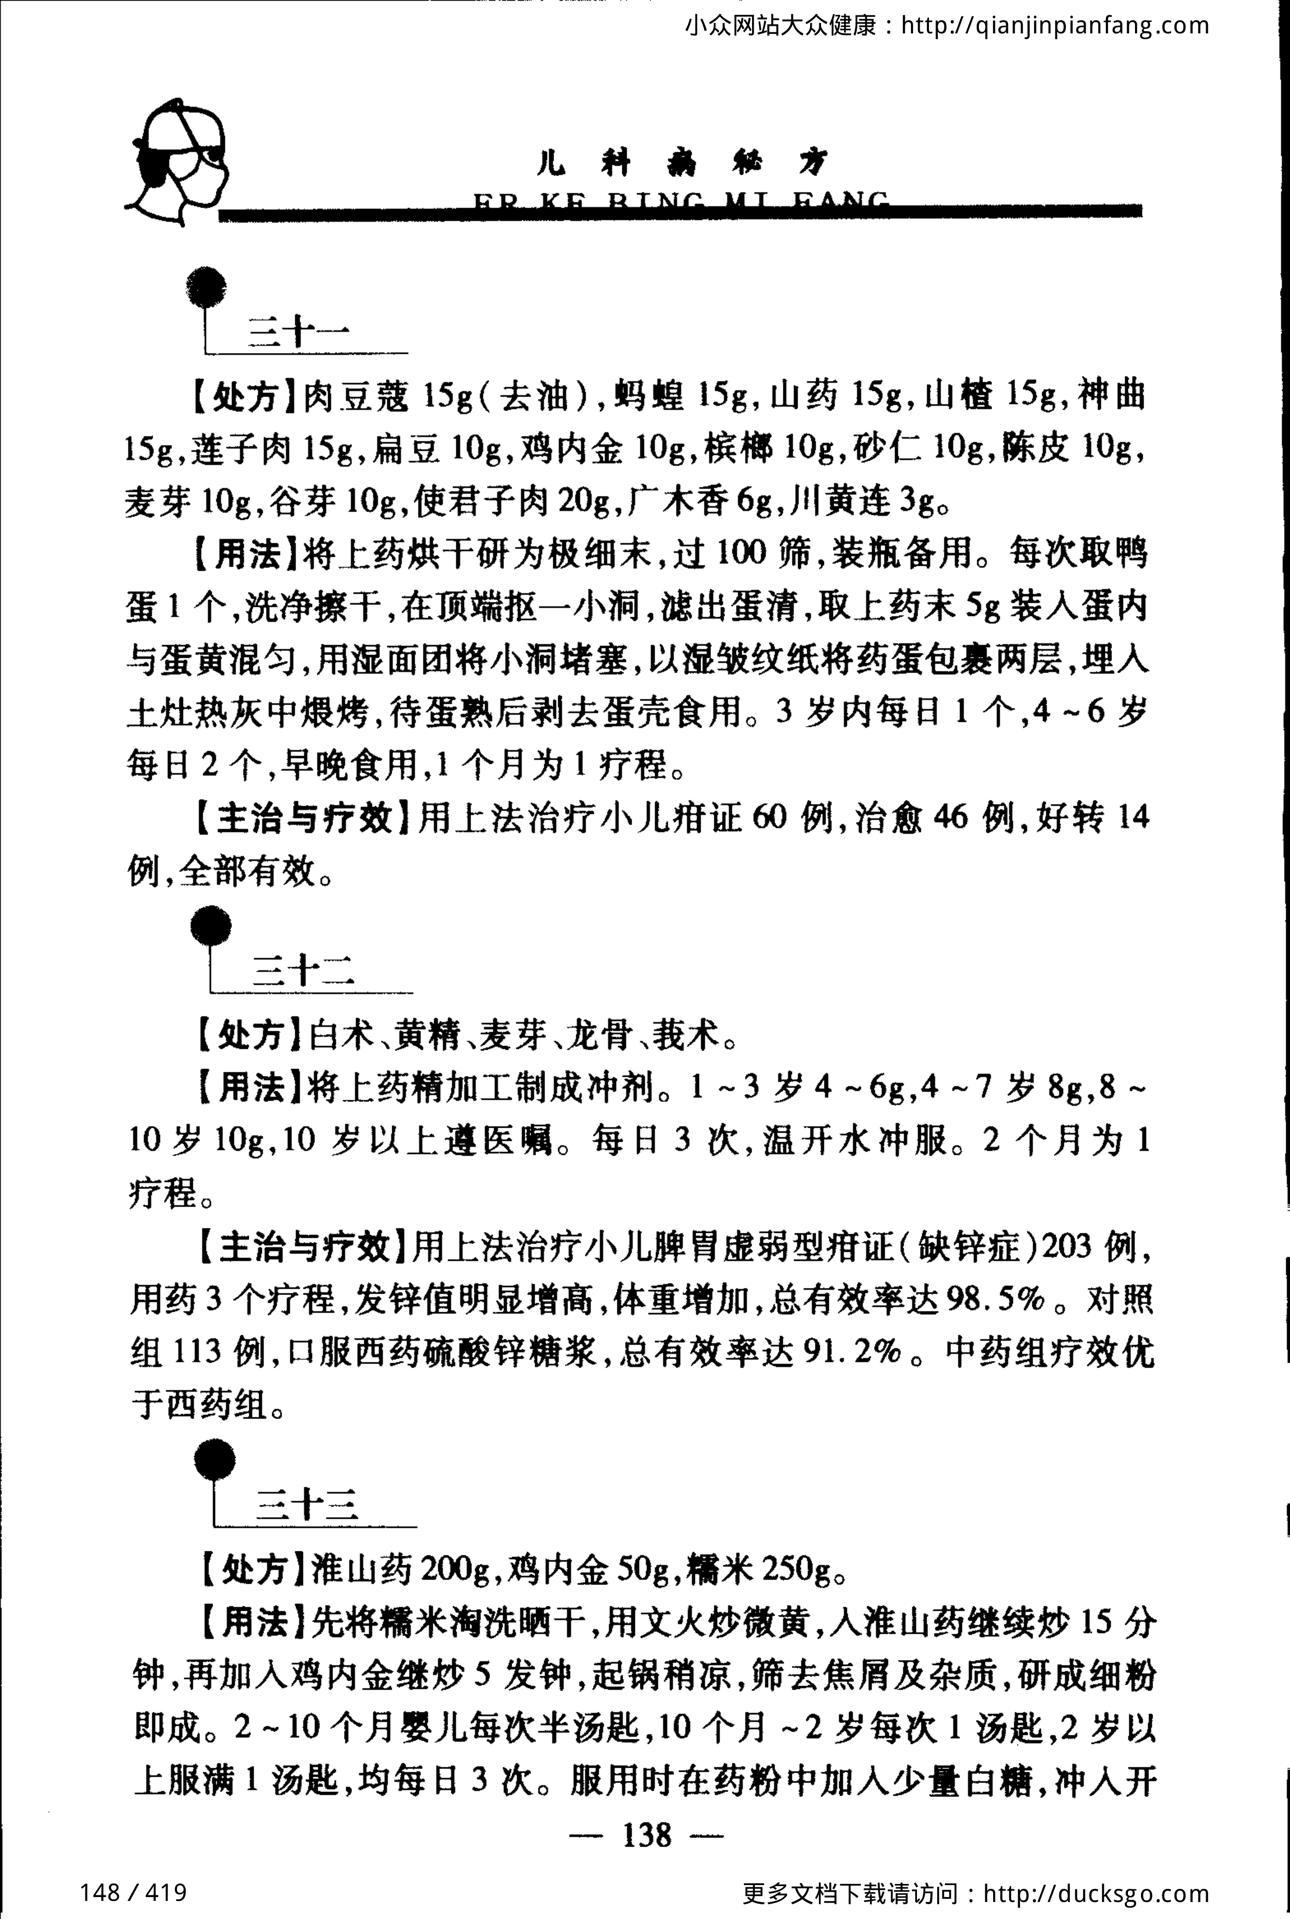 小众网站大众健康：http://qianjinpianfang.com
儿科病秘方
ER KE BING MI FANG
三十一
【处方】肉豆蔻 15g(去油),蚂蝗 15g,山药 15g,山楂 15g,神曲
15g,莲子肉 15g,扁豆 10g,鸡内金 10g,槟榔 10g,砂仁 10g,陈皮 10g,
麦芽 10g,谷芽 10g,使君子肉 20g,广木香 6g,川黄连 3g。
【用法】将上药烘干研为极细末,过 100 筛,装瓶备用。每次取鸭
蛋 1 个,洗净擦干,在顶端抠一小洞,滤出蛋清,取上药末 5g 装入蛋内
与蛋黄混匀,用湿面团将小洞堵塞,以湿皱纹纸将药蛋包裹两层,埋入
土灶热灰中煨烤,待蛋熟后剥去蛋壳食用。3 岁内每日 1 个,4～6 岁
每日 2 个,早晚食用,1 个月为 1 疗程。
【主治与疗效】用上法治疗小儿疳证 60 例,治愈 46 例,好转 14
例,全部有效。
三十二
【处方】白术、黄精、麦芽、龙骨、莪术。
【用法】将上药精加工制成冲剂。1～3 岁 4～6g,4～7 岁 8g,8～
10 岁 10g,10 岁以上遵医嘱。每日 3 次,温开水冲服。2 个月为 1
疗程。
【主治与疗效】用上法治疗小儿脾胃虚弱型疳证(缺锌症)203 例,
用药 3 个疗程,发锌值明显增高,体重增加,总有效率达 98.5%。对照
组 113 例,口服西药硫酸锌糖浆,总有效率达 91.2%。中药组疗效优
于西药组。
三十三
【处方】淮山药 200g,鸡内金 50g,糯米 250g。
【用法】先将糯米淘洗晒干,用文火炒微黄,入淮山药继续炒 15 分
钟,再加入鸡内金继炒 5 发钟,起锅稍凉,筛去焦屑及杂质,研成细粉
即成。2～10 个月婴儿每次半汤匙,10 个月～2 岁每次 1 汤匙,2 岁以
上服满 1 汤匙,均每日 3 次。服用时在药粉中加入少量白糖,冲入开
— 138 —
148 / 419
更多文档下载请访问：http://ducksgo.com